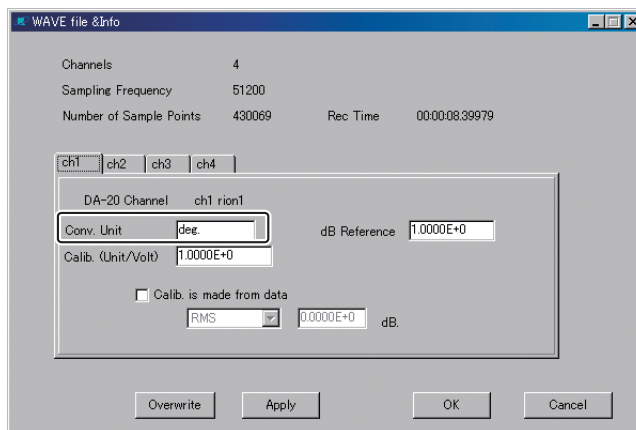 WAVE file &Info
Channels 4
Sampling Frequency 51200
Number of Sample Points 430069 Rec Time 00:00:08.39979
ch1 ch2 ch3 ch4
DA-20 Channel ch1 rion1
Conv. Unit deg. dB Reference 1.0000E+0
Calib. (Unit/Volt) 1.0000E+0
Calib. is made from data
RMS 0.0000E+0 dB.
Overwrite Apply OK Cancel